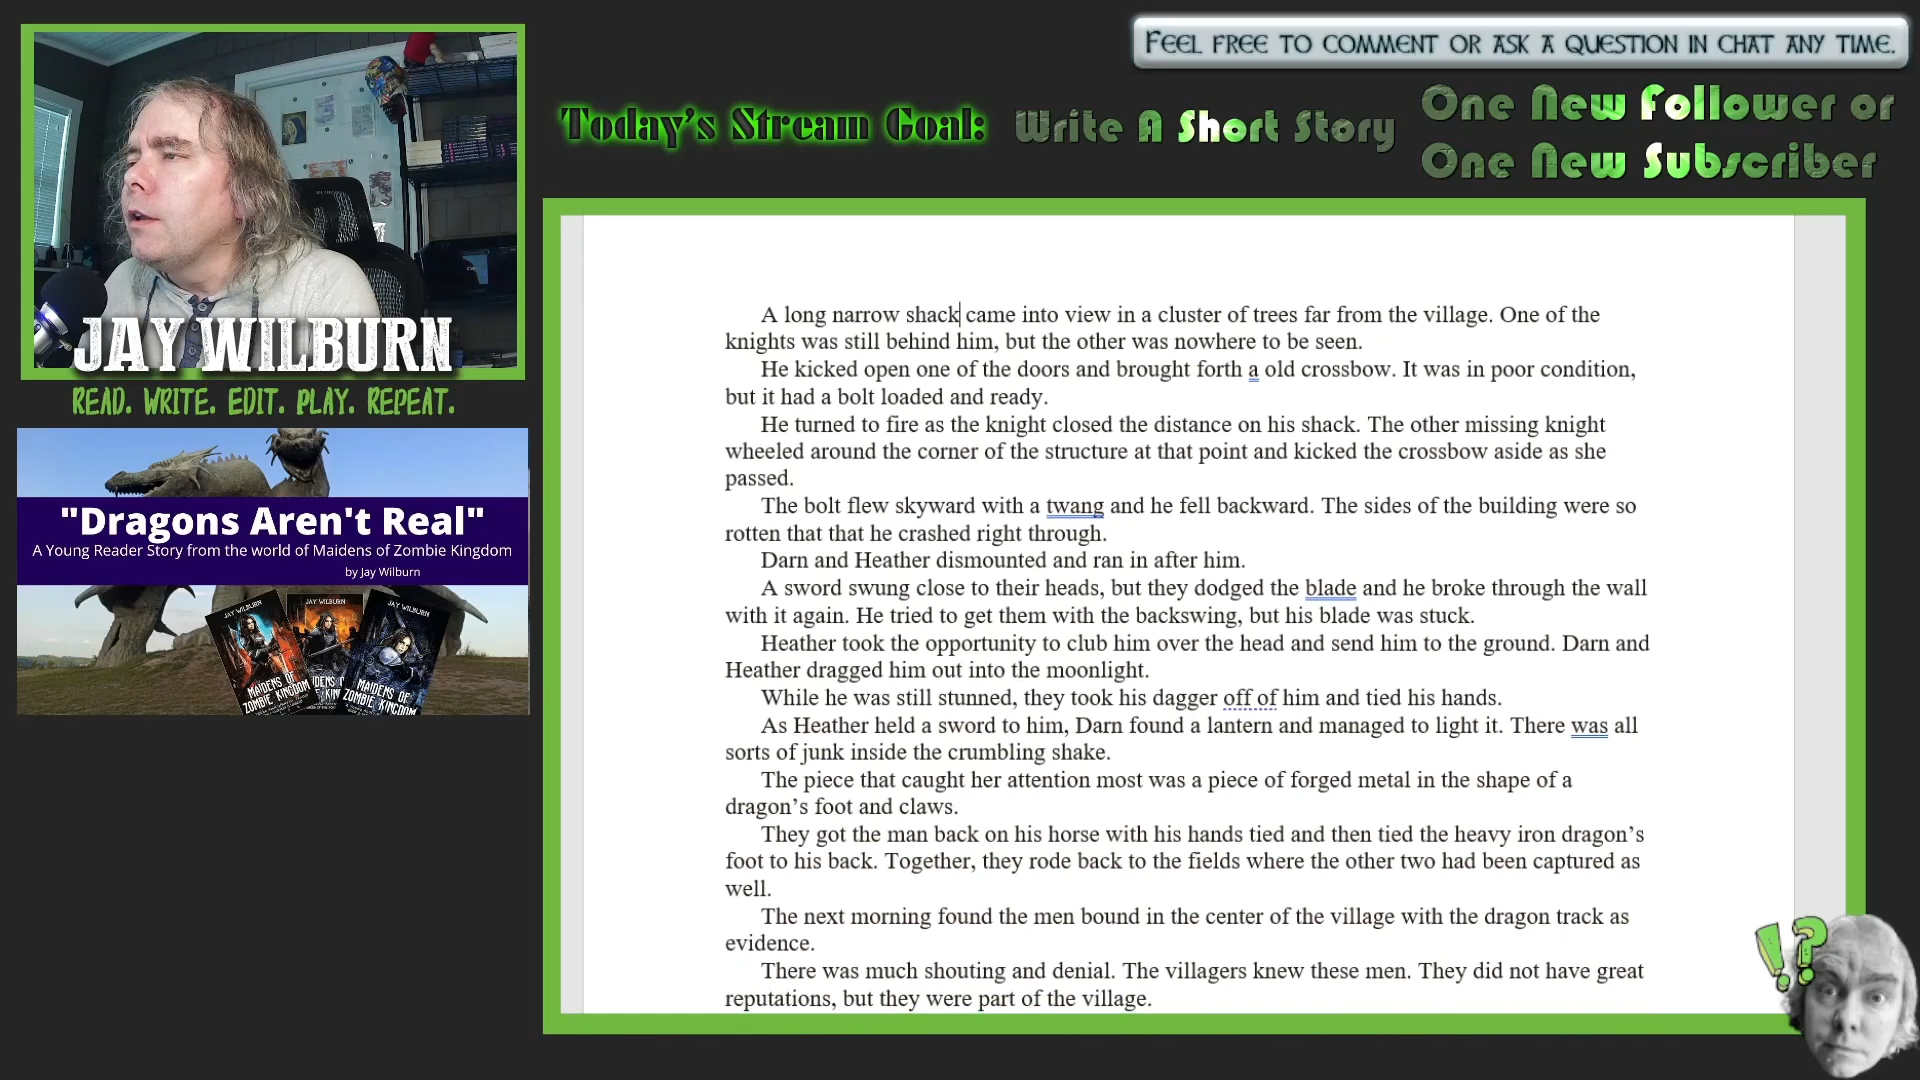 FEEL FREE TO COMMENT OR ASK A QUESTION IN CHAT ANY TIME.
Today's Stream Goal:
Write A Short Story
One New Follower or
One New Subscriber
JAY WILBURN
READ. WRITE. EDIT. PLAY. REPEAT.
"Dragons Aren't Real"
A Young Reader Story from the world of Maidens of Zombie Kingdom
by Jay Wilburn
JAY WILBURN
JAY WILBURN
JAY WILBURN
MAIDENS OF
ZOMBIE KINGDOM
MAIDENS OF
ZOMBIE KINGDOM
A long narrow shack came into view in a cluster of trees far from the village. One of the
knights was still behind him, but the other was nowhere to be seen.
He kicked open one of the doors and brought forth a old crossbow. It was in poor condition,
but it had a bolt loaded and ready.
He turned to fire as the knight closed the distance on his shack. The other missing knight
wheeled around the corner of the structure at that point and kicked the crossbow aside as she
passed.
The bolt flew skyward with a twang and he fell backward. The sides of the building were so
rotten that that he crashed right through.
Darn and Heather dismounted and ran in after him.
A sword swung close to their heads, but they dodged the blade and he broke through the wall
with it again. He tried to get them with the backswing, but his blade was stuck.
Heather took the opportunity to club him over the head and send him to the ground. Darn and
Heather dragged him out into the moonlight.
While he was still stunned, they took his dagger off of him and tied his hands.
As Heather held a sword to him, Darn found a lantern and managed to light it. There was all
sorts of junk inside the crumbling shake.
The piece that caught her attention most was a piece of forged metal in the shape of a
dragon's foot and claws.
They got the man back on his horse with his hands tied and then tied the heavy iron dragon's
foot to his back. Together, they rode back to the fields where the other two had been captured as
well.
The next morning found the men bound in the center of the village with the dragon track as
evidence.
There was much shouting and denial. The villagers knew these men. They did not have great
reputations, but they were part of the village.
!?